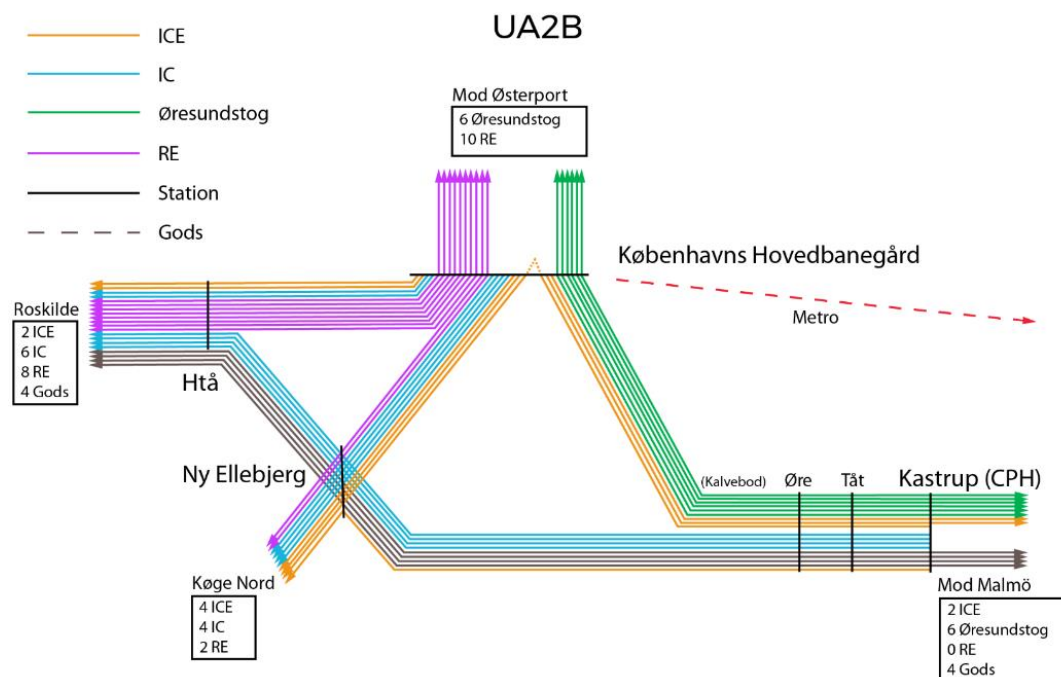 UA2B
ICE
IC
Øresundstog
RE
Station
Gods
Mod Østerport
6 Øresundstog
10 RE
Københavns Hovedbanegård
Metro
Roskilde
2 ICE
6 IC
8 RE
4 Gods
Htå
Ny Ellebjerg
(Kalvebod)
Øre
Tåt
Kastrup (CPH)
Køge Nord
4 ICE
4 IC
2 RE
Mod Malmö
2 ICE
6 Øresundstog
0 RE
4 Gods